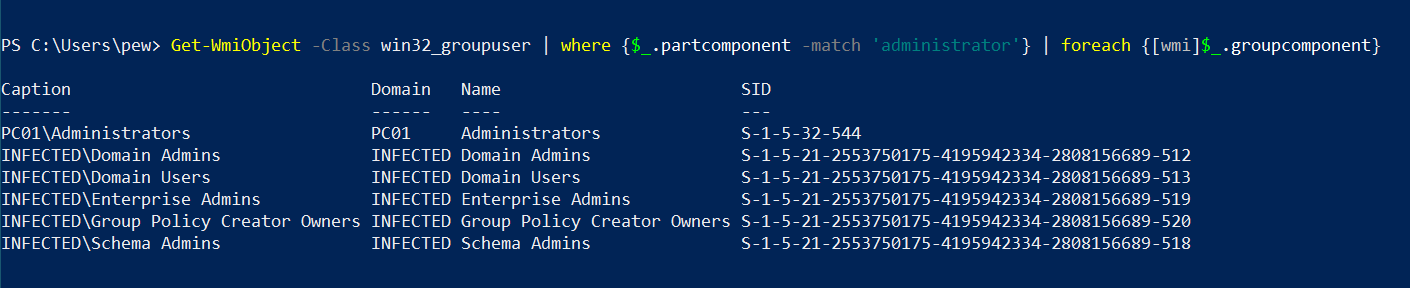 PS C:\Users\pew> Get-WmiObject -Class win32_groupuser | where {$_.partcomponent -match 'administrator'} | foreach {[wmi]$_.groupcomponent}
Caption Domain Name SID
------- ------ ---- ---
PC01\Administrators PC01 Administrators S-1-5-32-544
INFECTED\Domain Admins INFECTED Domain Admins S-1-5-21-2553750175-4195942334-2808156689-512
INFECTED\Domain Users INFECTED Domain Users S-1-5-21-2553750175-4195942334-2808156689-513
INFECTED\Enterprise Admins INFECTED Enterprise Admins S-1-5-21-2553750175-4195942334-2808156689-519
INFECTED\Group Policy Creator Owners INFECTED Group Policy Creator Owners S-1-5-21-2553750175-4195942334-2808156689-520
INFECTED\Schema Admins INFECTED Schema Admins S-1-5-21-2553750175-4195942334-2808156689-518